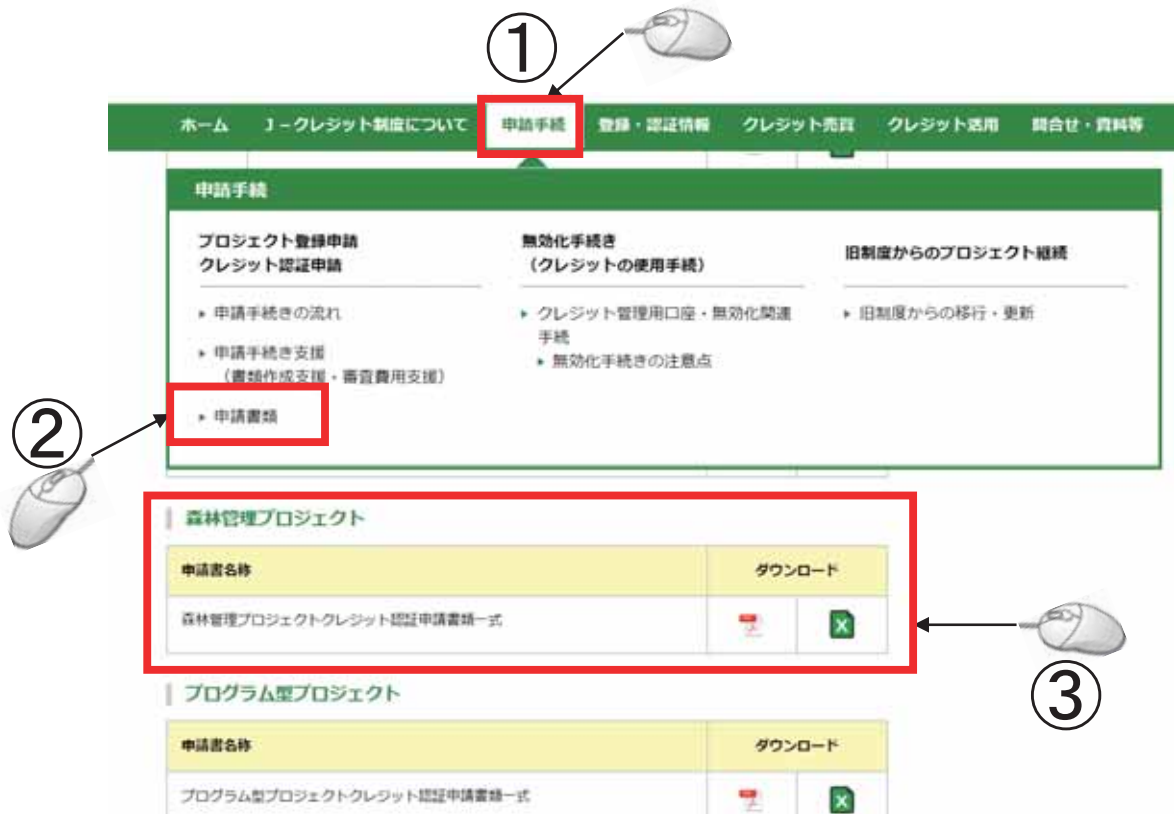 ①
ホーム J－クレジット制度について 申請手続 登録・認証情報 クレジット売買 クレジット活用 問合せ・資料等
申請手続
プロジェクト登録申請
クレジット認証申請
▸ 申請手続きの流れ
▸ 申請手続き支援
（書類作成支援・審査費用支援）
▸ 申請書類
無効化手続き
（クレジットの使用手続）
▸ クレジット管理用口座・無効化関連
手続
▸ 無効化手続きの注意点
旧制度からのプロジェクト継続
▸ 旧制度からの移行・更新
②
森林管理プロジェクト
申請書名称 ダウンロード
森林管理プロジェクトクレジット認証申請書類一式
③
プログラム型プロジェクト
申請書名称 ダウンロード
プログラム型プロジェクトクレジット認証申請書類一式